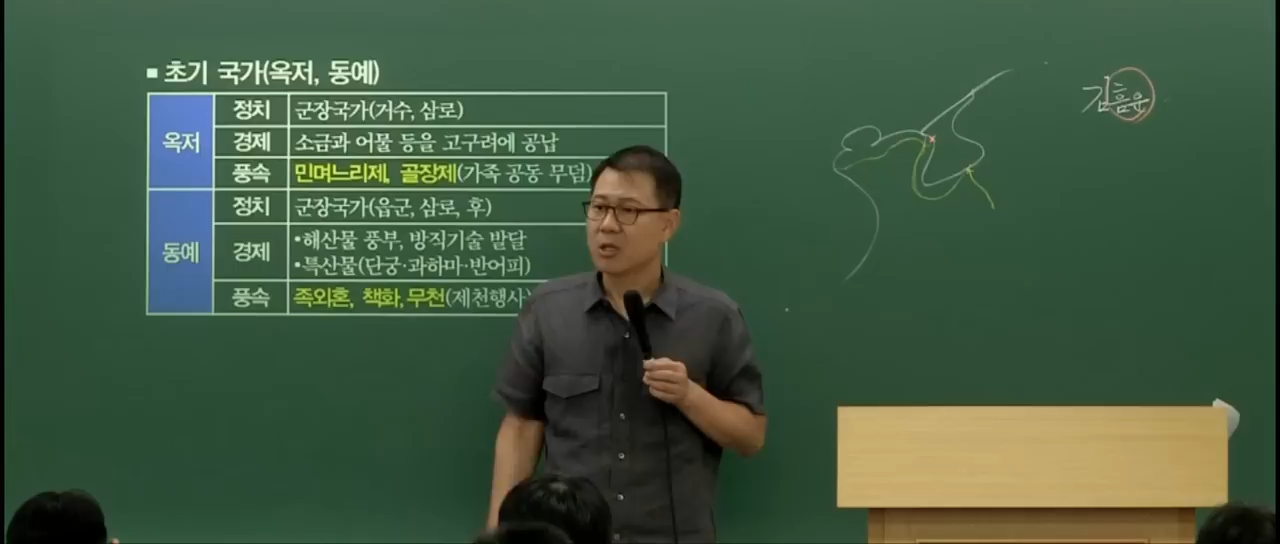 ▪ 초기 국가(옥저, 동예)
옥저
정치 군장국가(거수, 삼로)
경제 소금과 어물 등을 고구려에 공납
풍속 민며느리제, 골장제(가족 공동 무덤)
동예
정치 군장국가(읍군, 삼로, 후)
경제 •해산물 풍부, 방직기술 발달
•특산물(단궁·과하마·반어피)
풍속 족외혼, 책화, 무천(제천행사)
김흠운